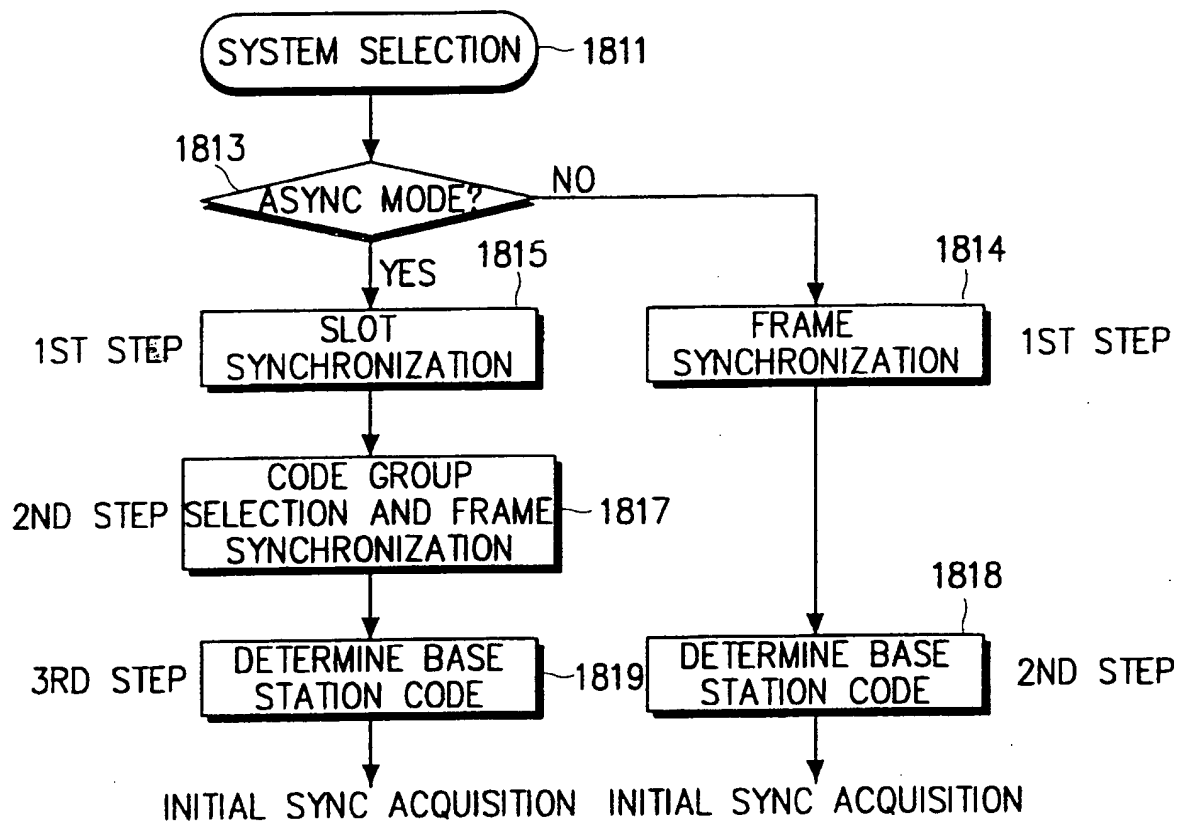 SYSTEM SELECTION
1811
1813
ASYNC MODE?
NO
YES
1815
1814
1ST STEP
SLOT
SYNCHRONIZATION
FRAME
SYNCHRONIZATION
1ST STEP
2ND STEP
CODE GROUP
SELECTION AND FRAME
SYNCHRONIZATION
1817
1818
3RD STEP
DETERMINE BASE
STATION CODE
1819
DETERMINE BASE
STATION CODE
2ND STEP
INITIAL SYNC ACQUISITION
INITIAL SYNC ACQUISITION